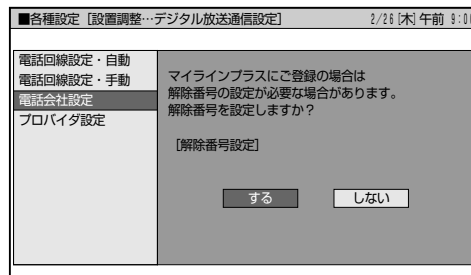 ■各種設定［設置調整…デジタル放送通信設定］ 2/26[木]午前 9:00
電話回線設定・自動
電話回線設定・手動
電話会社設定
プロバイダ設定
マイラインプラスにご登録の場合は
解除番号の設定が必要な場合があります。
解除番号を設定しますか？
［解除番号設定］
する しない